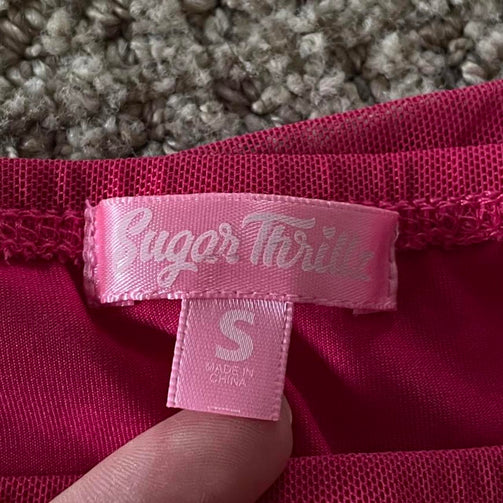 Sugar Thrillz
S
MADE IN
CHINA